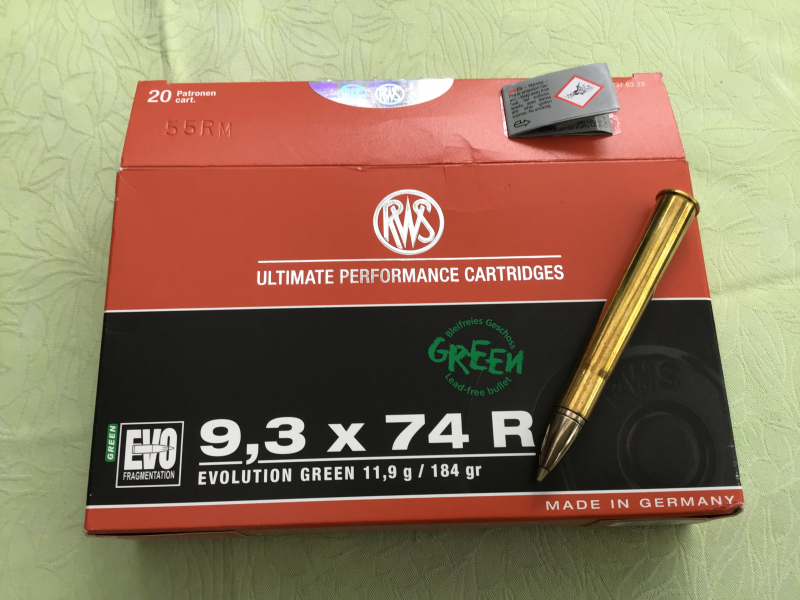 20 Patronen
cart.
55RM
RWS
RWS
ULTIMATE PERFORMANCE CARTRIDGES
Bleifreies Geschoss
GREEN
Lead-free bullet
GREEN
EVO
FRAGMENTATION
9,3 x 74 R
EVOLUTION GREEN 11,9 g / 184 gr
MADE IN GERMANY